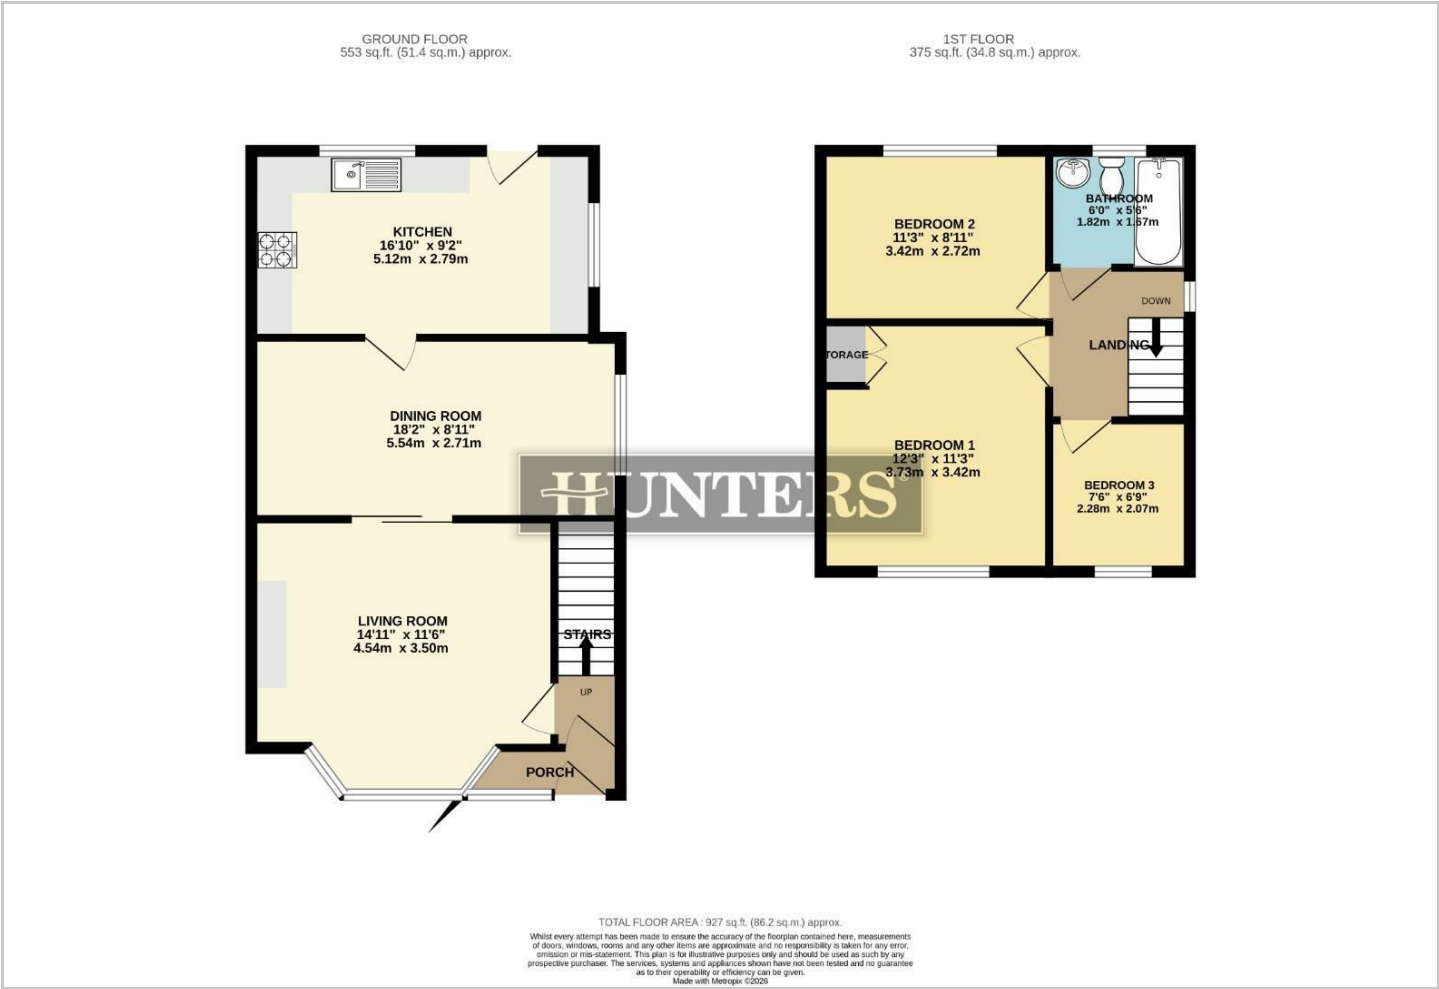 GROUND FLOOR
553 sq.ft. (51.4 sq.m.) approx.
1ST FLOOR
375 sq.ft. (34.8 sq.m.) approx.
KITCHEN
16'10" x 9'2"
5.12m x 2.79m
DINING ROOM
18'2" x 8'11"
5.54m x 2.71m
LIVING ROOM
14'11" x 11'6"
4.54m x 3.50m
STAIRS
UP
PORCH
BEDROOM 2
11'3" x 8'11"
3.42m x 2.72m
BATHROOM
6'0" x 5'6"
1.82m x 1.67m
DOWN
LANDING
TORAGE
BEDROOM 1
12'3" x 11'3"
3.73m x 3.42m
BEDROOM 3
7'6" x 6'9"
2.28m x 2.07m
HUNTERS®
TOTAL FLOOR AREA : 927 sq.ft. (86.2 sq.m.) approx.
Whilst every attempt has been made to ensure the accuracy of the floorplan contained here, measurements
of doors, windows, rooms and any other items are approximate and no responsibility is taken for any error,
omission or mis-statement. This plan is for illustrative purposes only and should be used as such by any
prospective purchaser. The services, systems and appliances shown have not been tested and no guarantee
as to their operability or efficiency can be given.
Made with Metropix ©2026